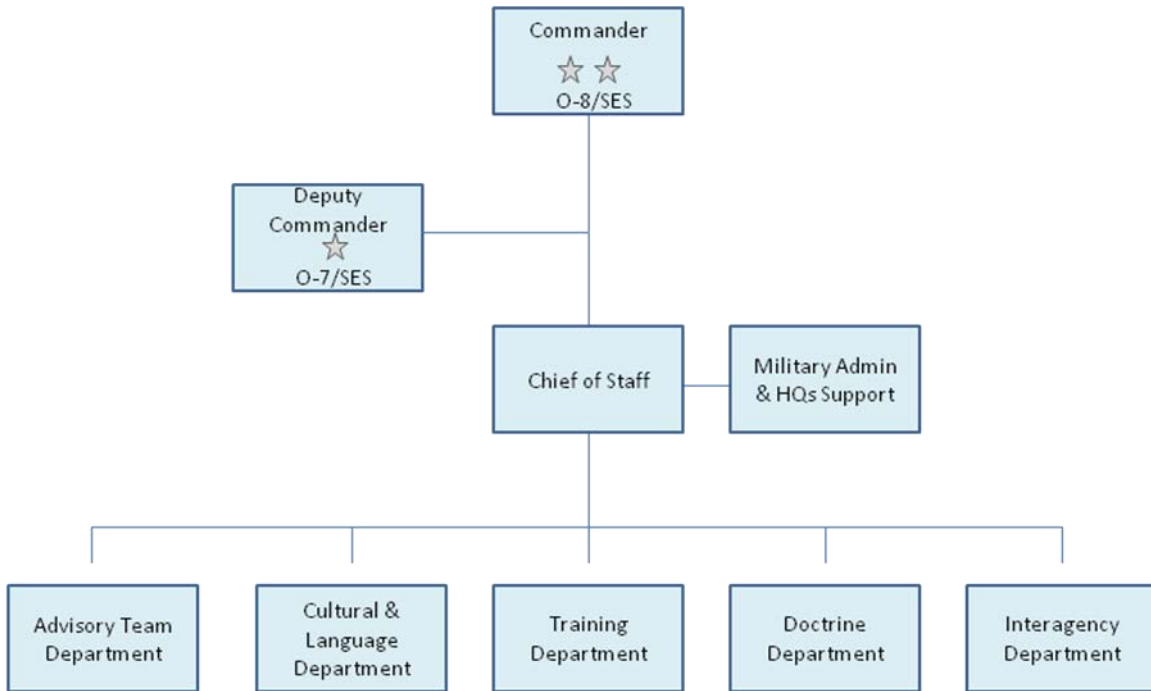 Commander
O-8/SES
Deputy
Commander
O-7/SES
Chief of Staff
Military Admin
& HQs Support
Advisory Team
Department
Cultural &
Language
Department
Training
Department
Doctrine
Department
Interagency
Department